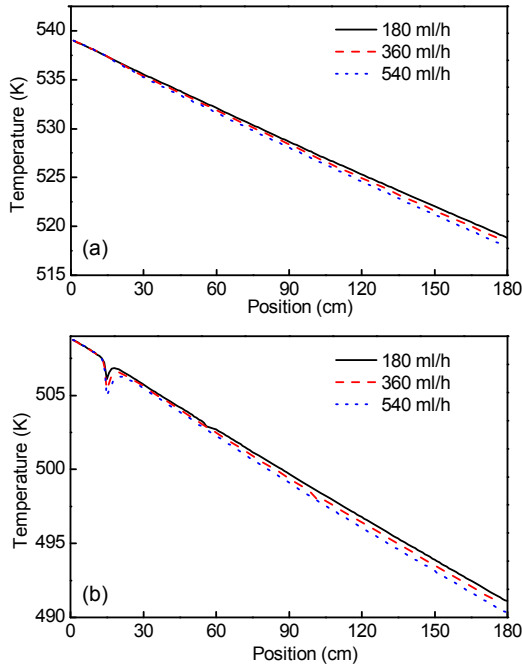 540
180 ml/h
535
360 ml/h
540 ml/h
530
525
520
(a)
515
0 30 60 90 120 150 180
Position (cm)
Temperature (K)
180 ml/h
505
360 ml/h
540 ml/h
500
495
(b)
490
0 30 60 90 120 150 180
Position (cm)
Temperature (K)